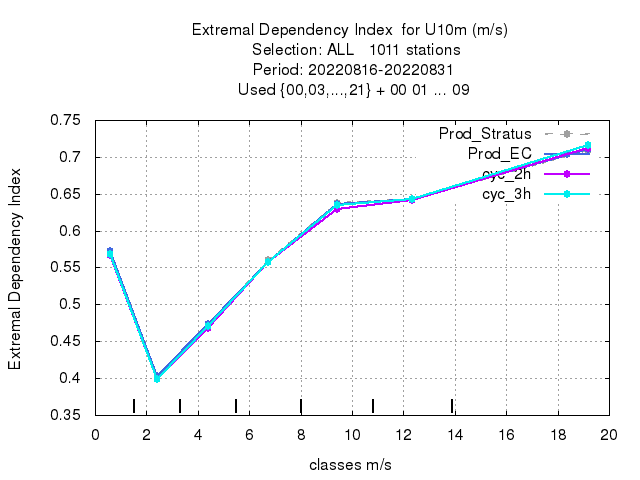 Extremal Dependency Index  for U10m (m/s)
Selection: ALL   1011 stations
Period: 20220816-20220831
Used {00,03,...,21} + 00 01 ... 09
Extremal Dependency Index
0.75
0.7
0.65
0.6
0.55
0.5
0.45
0.4
0.35
Prod_Stratus
Prod_EC
cyc_2h
cyc_3h
0 2 4 6 8 10 12 14 16 18 20
classes m/s